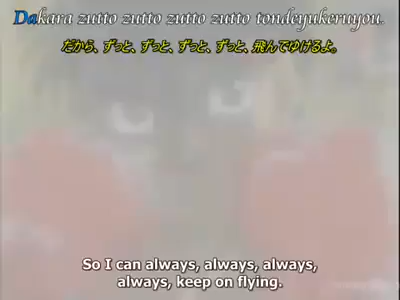 Dakara zutto zutto zutto zutto tondeyukeruyou.
だから、ずっと、ずっと、ずっと、ずっと、飛んでゆけるよ。
So I can always, always, always,
always, keep on flying.